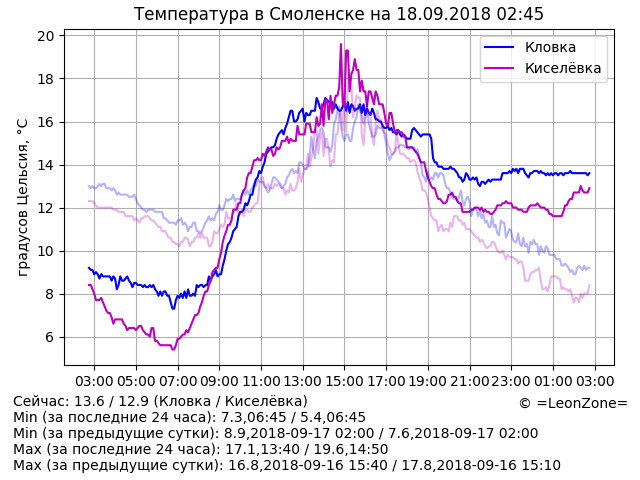 Температура в Смоленске на 18.09.2018 02:45
градусов Цельсия, °C
20
18
16
14
12
10
8
6
Кловка
Киселёвка
03:00 05:00 07:00 09:00 11:00 13:00 15:00 17:00 19:00 21:00 23:00 01:00 03:00
Сейчас: 13.6 / 12.9 (Кловка / Киселёвка)
© =LeonZone=
Min (за последние 24 часа): 7.3,06:45 / 5.4,06:45
Min (за предыдущие сутки): 8.9,2018-09-17 02:00 / 7.6,2018-09-17 02:00
Max (за последние 24 часа): 17.1,13:40 / 19.6,14:50
Max (за предыдущие сутки): 16.8,2018-09-16 15:40 / 17.8,2018-09-16 15:10